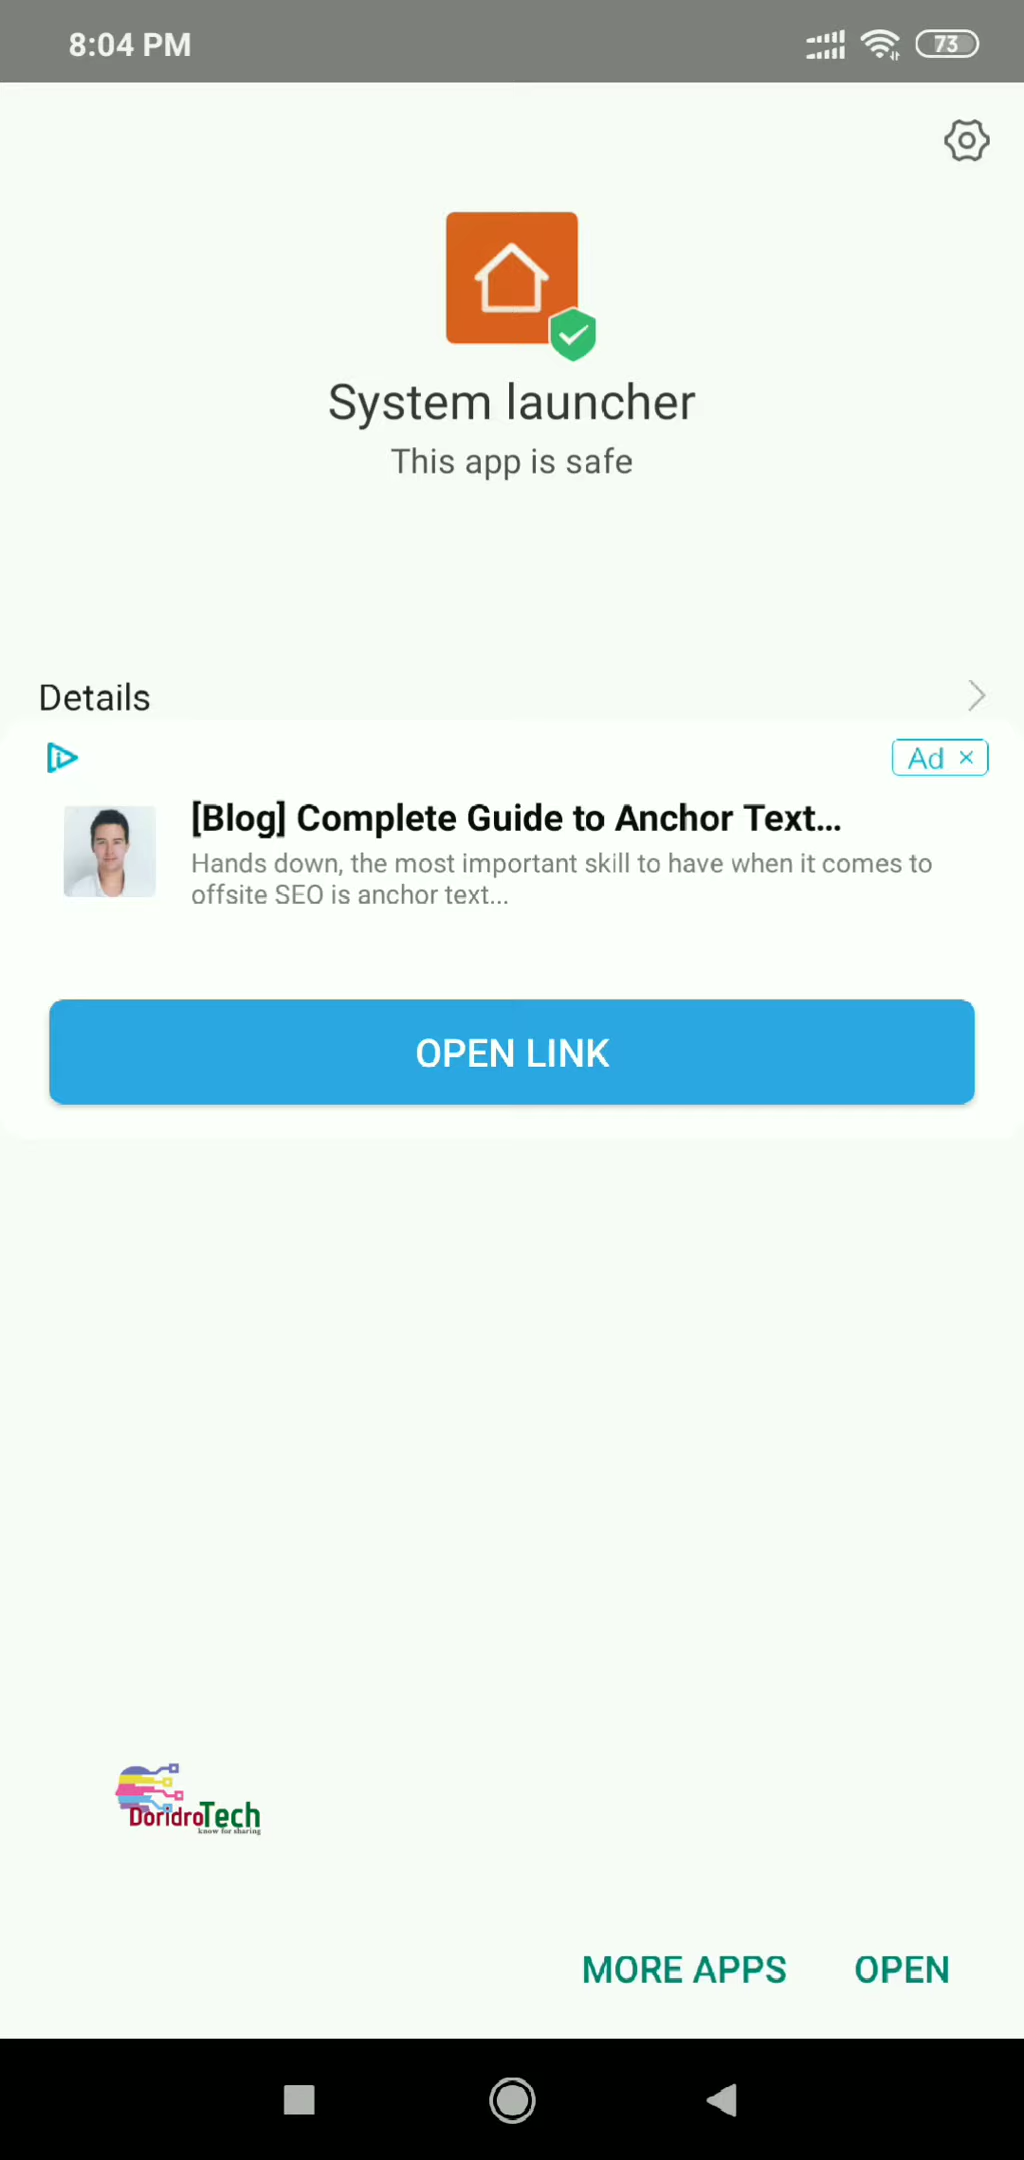 8:04 PM
73
System launcher
This app is safe
Details
Ad ×
[Blog] Complete Guide to Anchor Text...
Hands down, the most important skill to have when it comes to
offsite SEO is anchor text...
OPEN LINK
DoridroTech
know for sharing
MORE APPS OPEN